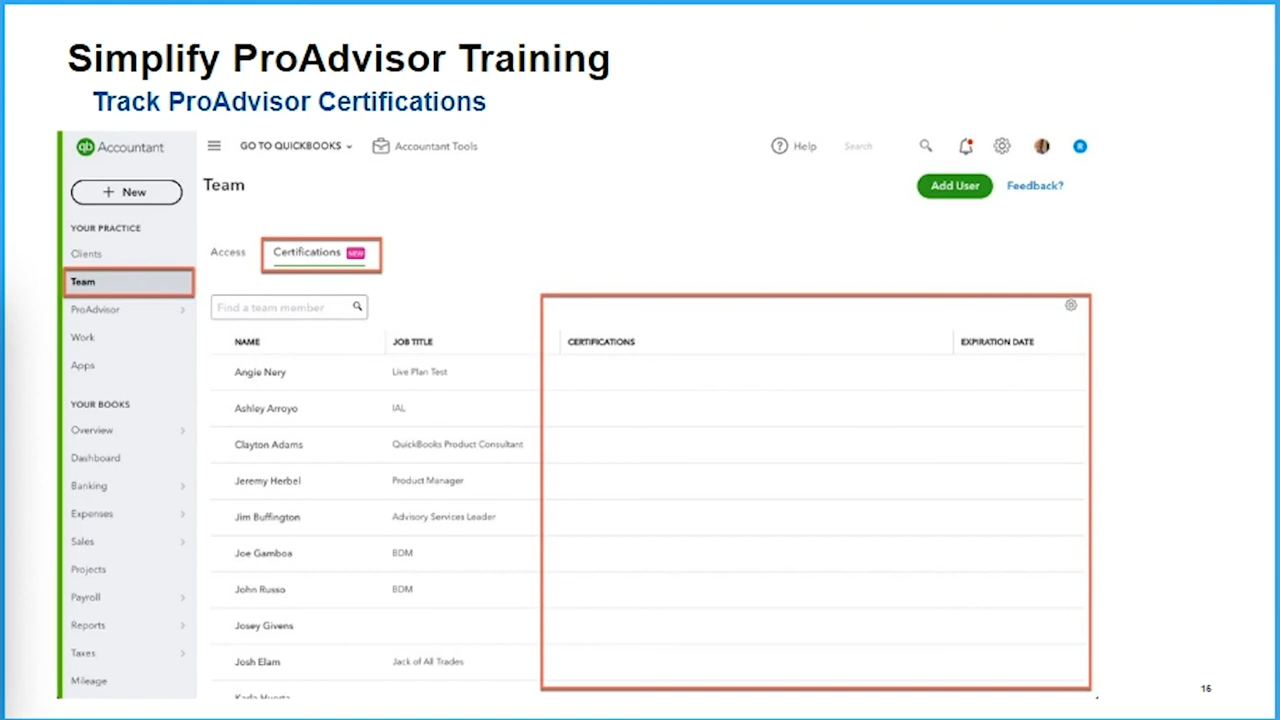 Simplify ProAdvisor Training
Track ProAdvisor Certifications
qb Accountant
GO TO QUICKBOOKS
Accountant Tools
? Help
Search
R
+ New
Team
Add User
Feedback?
YOUR PRACTICE
Clients
Team
ProAdvisor
Work
Apps
YOUR BOOKS
Overview
Dashboard
Banking
Expenses
Sales
Projects
Payroll
Reports
Taxes
Mileage
Access
Certifications NEW
Find a team member
NAME JOB TITLE CERTIFICATIONS EXPIRATION DATE
Angie Nery Live Plan Test
Ashley Arroyo IAL
Clayton Adams QuickBooks Product Consultant
Jeremy Herbel Product Manager
Jim Buffington Advisory Services Leader
Joe Gamboa BDM
John Russo BDM
Josey Givens
Josh Elam Jack of All Trades
Karla Huerta
15